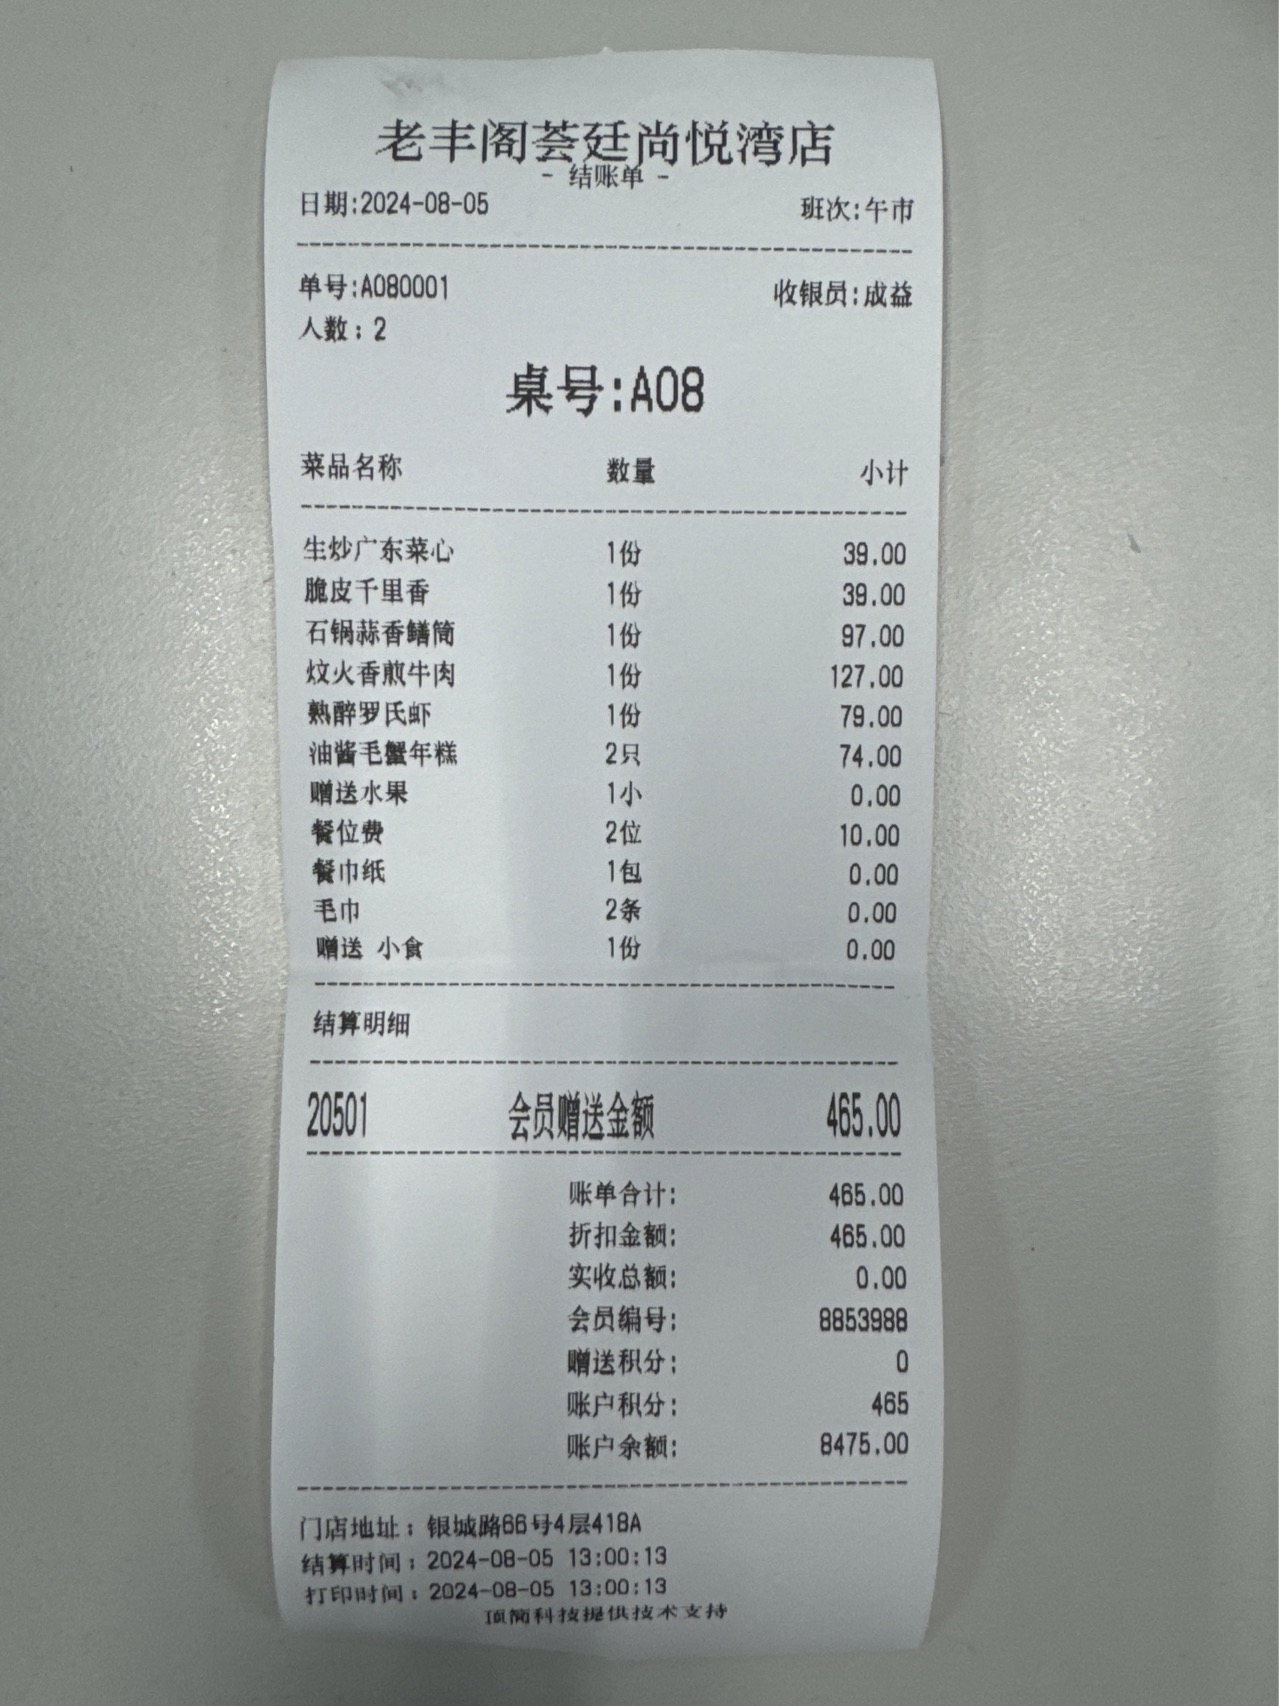 老丰阁荟廷尚悦湾店
- 结账单 -
日期:2024-08-05 班次:午市
单号:A080001 收银员:成益
人数：2
桌号:A08
菜品名称 数量 小计
生炒广东菜心 1份 39.00
脆皮千里香 1份 39.00
石锅蒜香鳝筒 1份 97.00
炆火香煎牛肉 1份 127.00
熟醉罗氏虾 1份 79.00
油酱毛蟹年糕 2只 74.00
赠送水果 1小 0.00
餐位费 2位 10.00
餐巾纸 1包 0.00
毛巾 2条 0.00
赠送 小食 1份 0.00
结算明细
20501 会员赠送金额 465.00
账单合计: 465.00
折扣金额: 465.00
实收总额: 0.00
会员编号: 8853988
赠送积分: 0
账户积分: 465
账户余额: 8475.00
门店地址：银城路66号4层418A
结算时间：2024-08-05 13:00:13
打印时间：2024-08-05 13:00:13
顶简科技提供技术支持